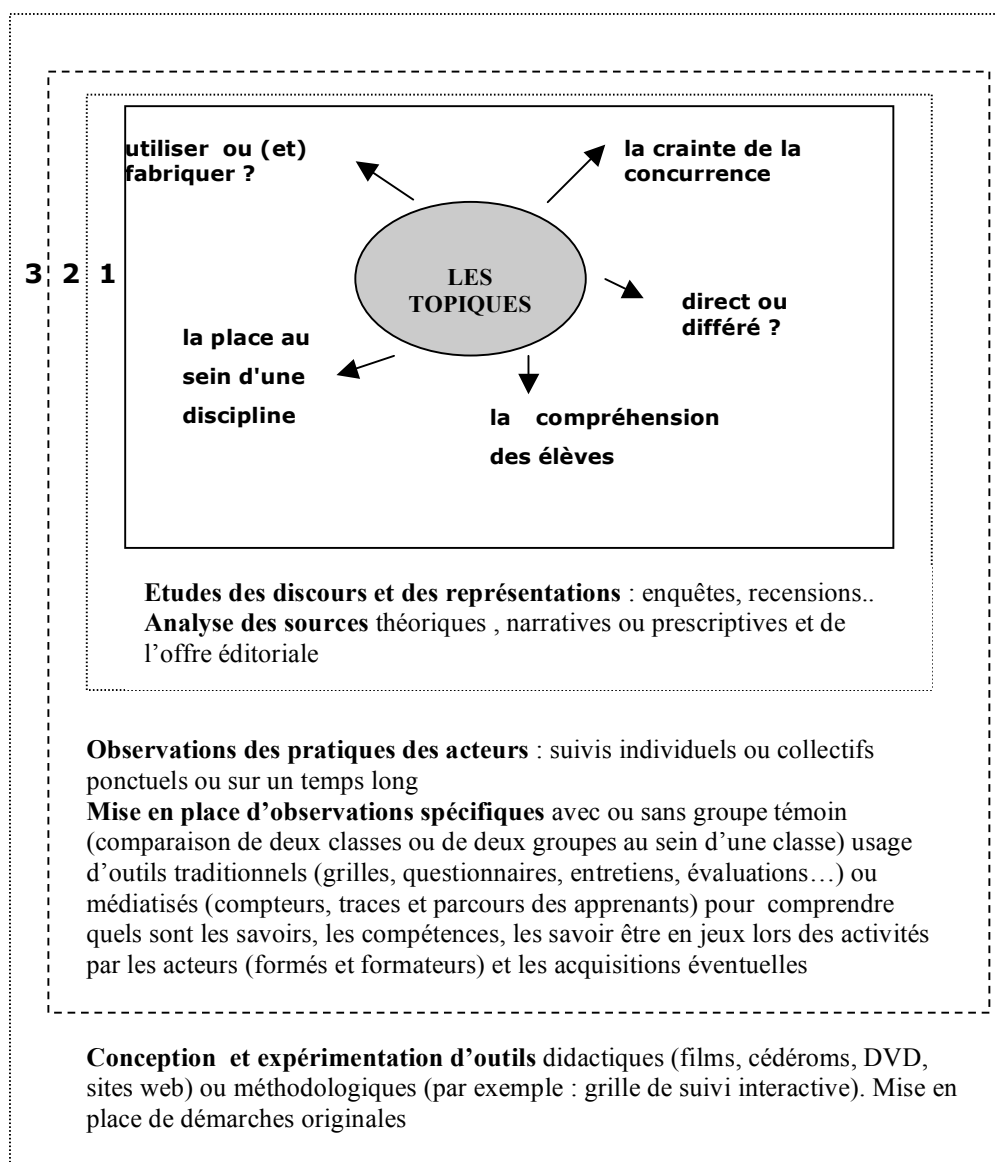 utiliser ou (et)
fabriquer ?
la crainte de la
concurrence
3 2 1
LES
TOPIQUES
direct ou
différé ?
la place au
sein d'une
discipline
la compréhension
des élèves
Etudes des discours et des représentations : enquêtes, recensions..
Analyse des sources théoriques , narratives ou prescriptives et de
l’offre éditoriale
Observations des pratiques des acteurs : suivis individuels ou collectifs
ponctuels ou sur un temps long
Mise en place d’observations spécifiques avec ou sans groupe témoin
(comparaison de deux classes ou de deux groupes au sein d’une classe) usage
d’outils traditionnels (grilles, questionnaires, entretiens, évaluations…) ou
médiatisés (compteurs, traces et parcours des apprenants) pour comprendre
quels sont les savoirs, les compétences, les savoir être en jeux lors des activités
par les acteurs (formés et formateurs) et les acquisitions éventuelles
Conception et expérimentation d’outils didactiques (films, cédéroms, DVD,
sites web) ou méthodologiques (par exemple : grille de suivi interactive). Mise en
place de démarches originales